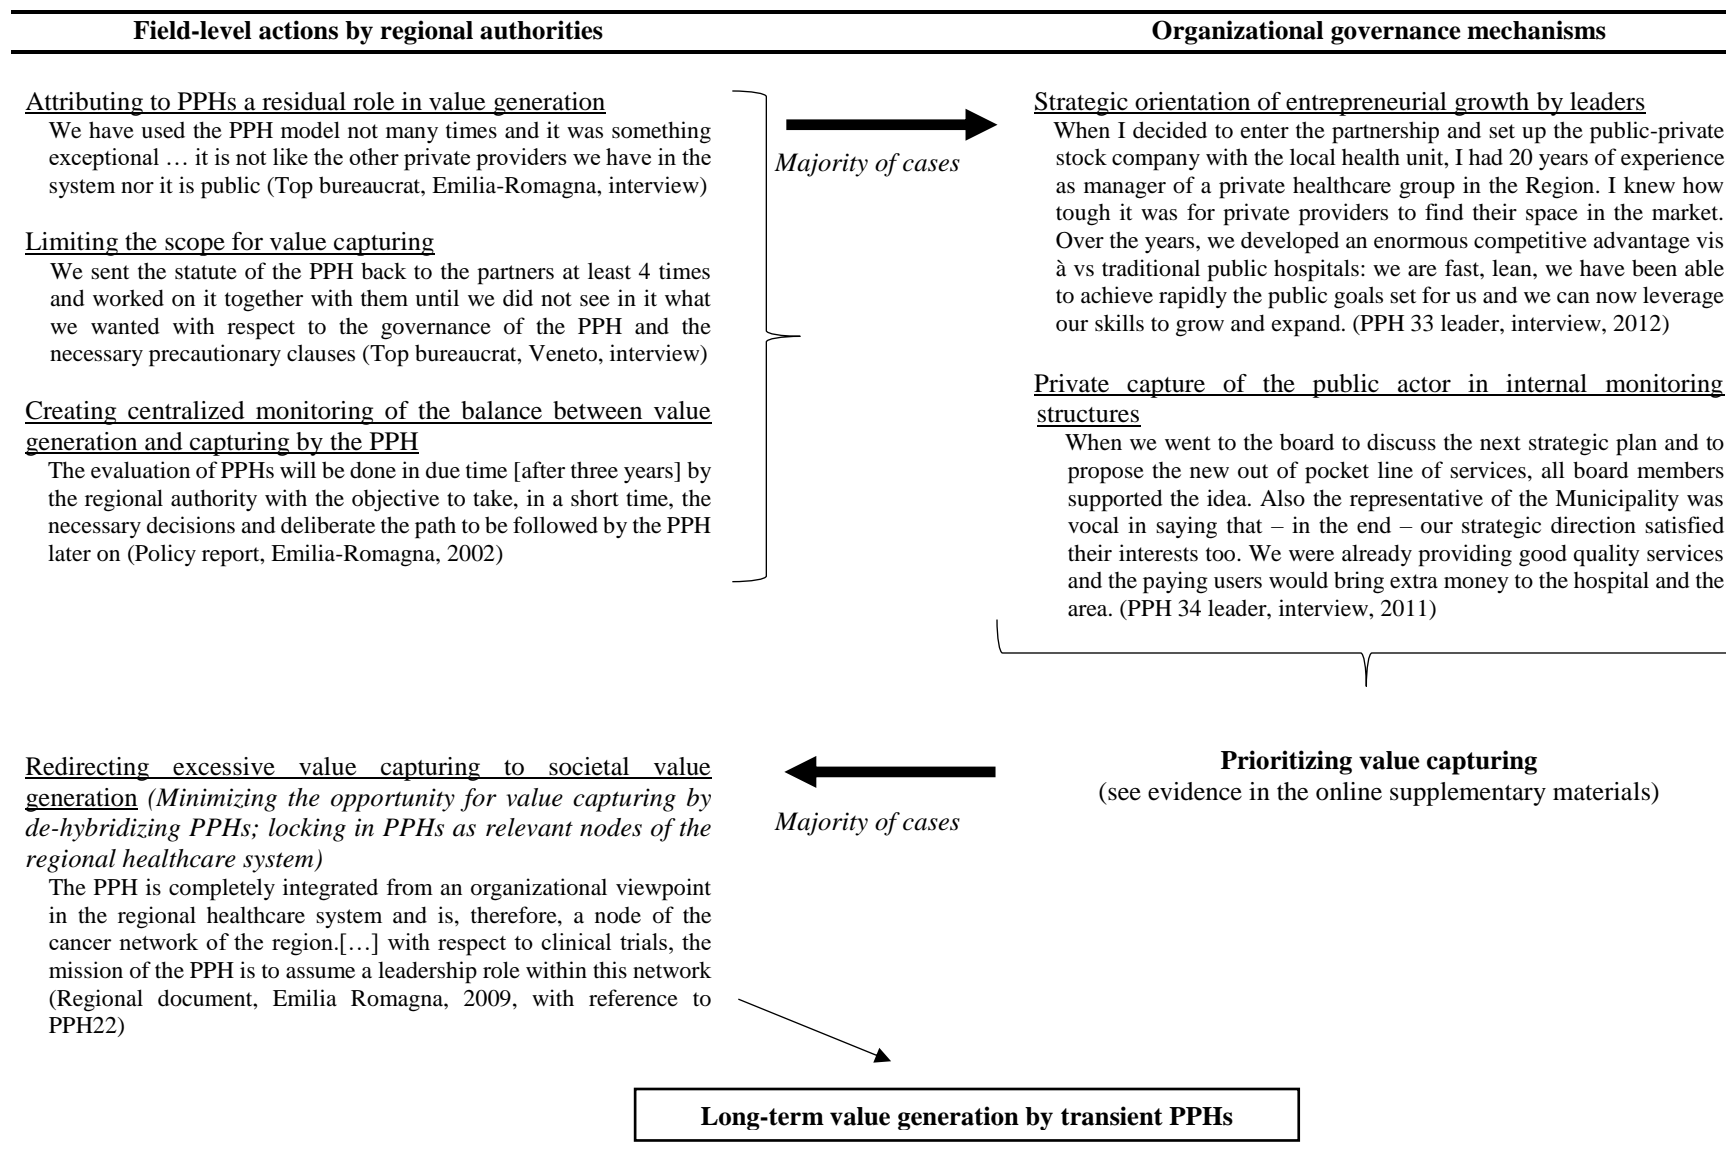 Field-level actions by regional authorities
Organizational governance mechanisms
Attributing to PPHs a residual role in value generation
We have used the PPH model not many times and it was something
exceptional … it is not like the other private providers we have in the
system nor it is public (Top bureaucrat, Emilia-Romagna, interview)
Limiting the scope for value capturing
We sent the statute of the PPH back to the partners at least 4 times
and worked on it together with them until we did not see in it what
we wanted with respect to the governance of the PPH and the
necessary precautionary clauses (Top bureaucrat, Veneto, interview)
Creating centralized monitoring of the balance between value
generation and capturing by the PPH
The evaluation of PPHs will be done in due time [after three years] by
the regional authority with the objective to take, in a short time, the
necessary decisions and deliberate the path to be followed by the PPH
later on (Policy report, Emilia-Romagna, 2002)
Majority of cases
Strategic orientation of entrepreneurial growth by leaders
When I decided to enter the partnership and set up the public-private
stock company with the local health unit, I had 20 years of experience
as manager of a private healthcare group in the Region. I knew how
tough it was for private providers to find their space in the market.
Over the years, we developed an enormous competitive advantage vis
à vs traditional public hospitals: we are fast, lean, we have been able
to achieve rapidly the public goals set for us and we can now leverage
our skills to grow and expand. (PPH 33 leader, interview, 2012)
Private capture of the public actor in internal monitoring
structures
When we went to the board to discuss the next strategic plan and to
propose the new out of pocket line of services, all board members
supported the idea. Also the representative of the Municipality was
vocal in saying that – in the end – our strategic direction satisfied
their interests too. We were already providing good quality services
and the paying users would bring extra money to the hospital and the
area. (PPH 34 leader, interview, 2011)
Prioritizing value capturing
(see evidence in the online supplementary materials)
Majority of cases
Redirecting excessive value capturing to societal value
generation (Minimizing the opportunity for value capturing by
de-hybridizing PPHs; locking in PPHs as relevant nodes of the
regional healthcare system)
The PPH is completely integrated from an organizational viewpoint
in the regional healthcare system and is, therefore, a node of the
cancer network of the region.[…] with respect to clinical trials, the
mission of the PPH is to assume a leadership role within this network
(Regional document, Emilia Romagna, 2009, with reference to
PPH22)
Long-term value generation by transient PPHs